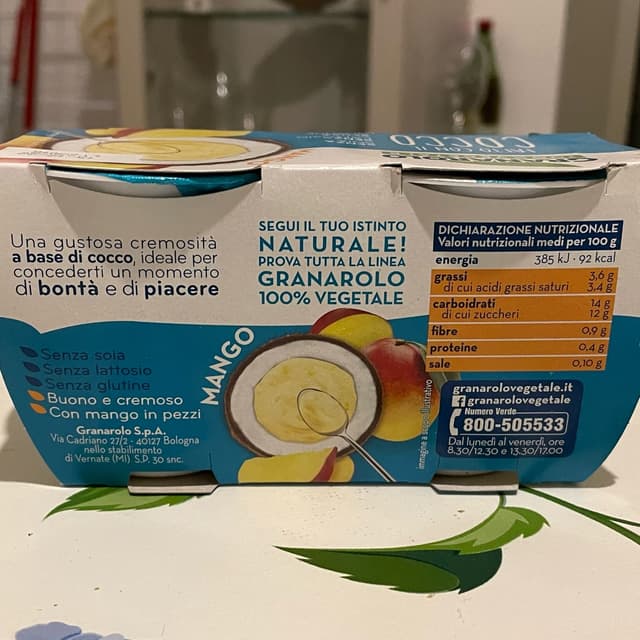 COCCO
SENZA
MANGO
GRANAROLO
Una gustosa cremosità
a base di cocco, ideale per
concederti un momento
di bontà e di piacere
Senza soia
Senza lattosio
Senza glutine
Buono e cremoso
Con mango in pezzi
Granarolo S.p.A.
Via Cadriano 27/2 - 40127 Bologna
nello stabilimento
di Vernate (MI) S.P. 30 snc.
SEGUI IL TUO ISTINTO
NATURALE!
PROVA TUTTA LA LINEA
GRANAROLO
100% VEGETALE
MANGO
immagine a scopo illustrativo
DICHIARAZIONE NUTRIZIONALE
Valori nutrizionali medi per 100 g
energia 385 kJ - 92 kcal
grassi 3,6 g
di cui acidi grassi saturi 3,4 g
carboidrati 14 g
di cui zuccheri 12 g
fibre 0,9 g
proteine 0,4 g
sale 0,10 g
granarolovegetale.it
granarolovegetale
Numero Verde
800-505533
Dal lunedì al venerdì, ore
8.30/12.30 e 13.30/17.00